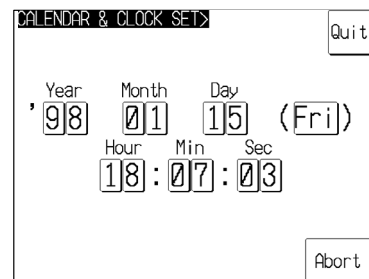 CALENDAR & CLOCK SET>
Quit
Year Month Day
'98 01 15 (Fri)
Hour Min Sec
18:07:03
Abort